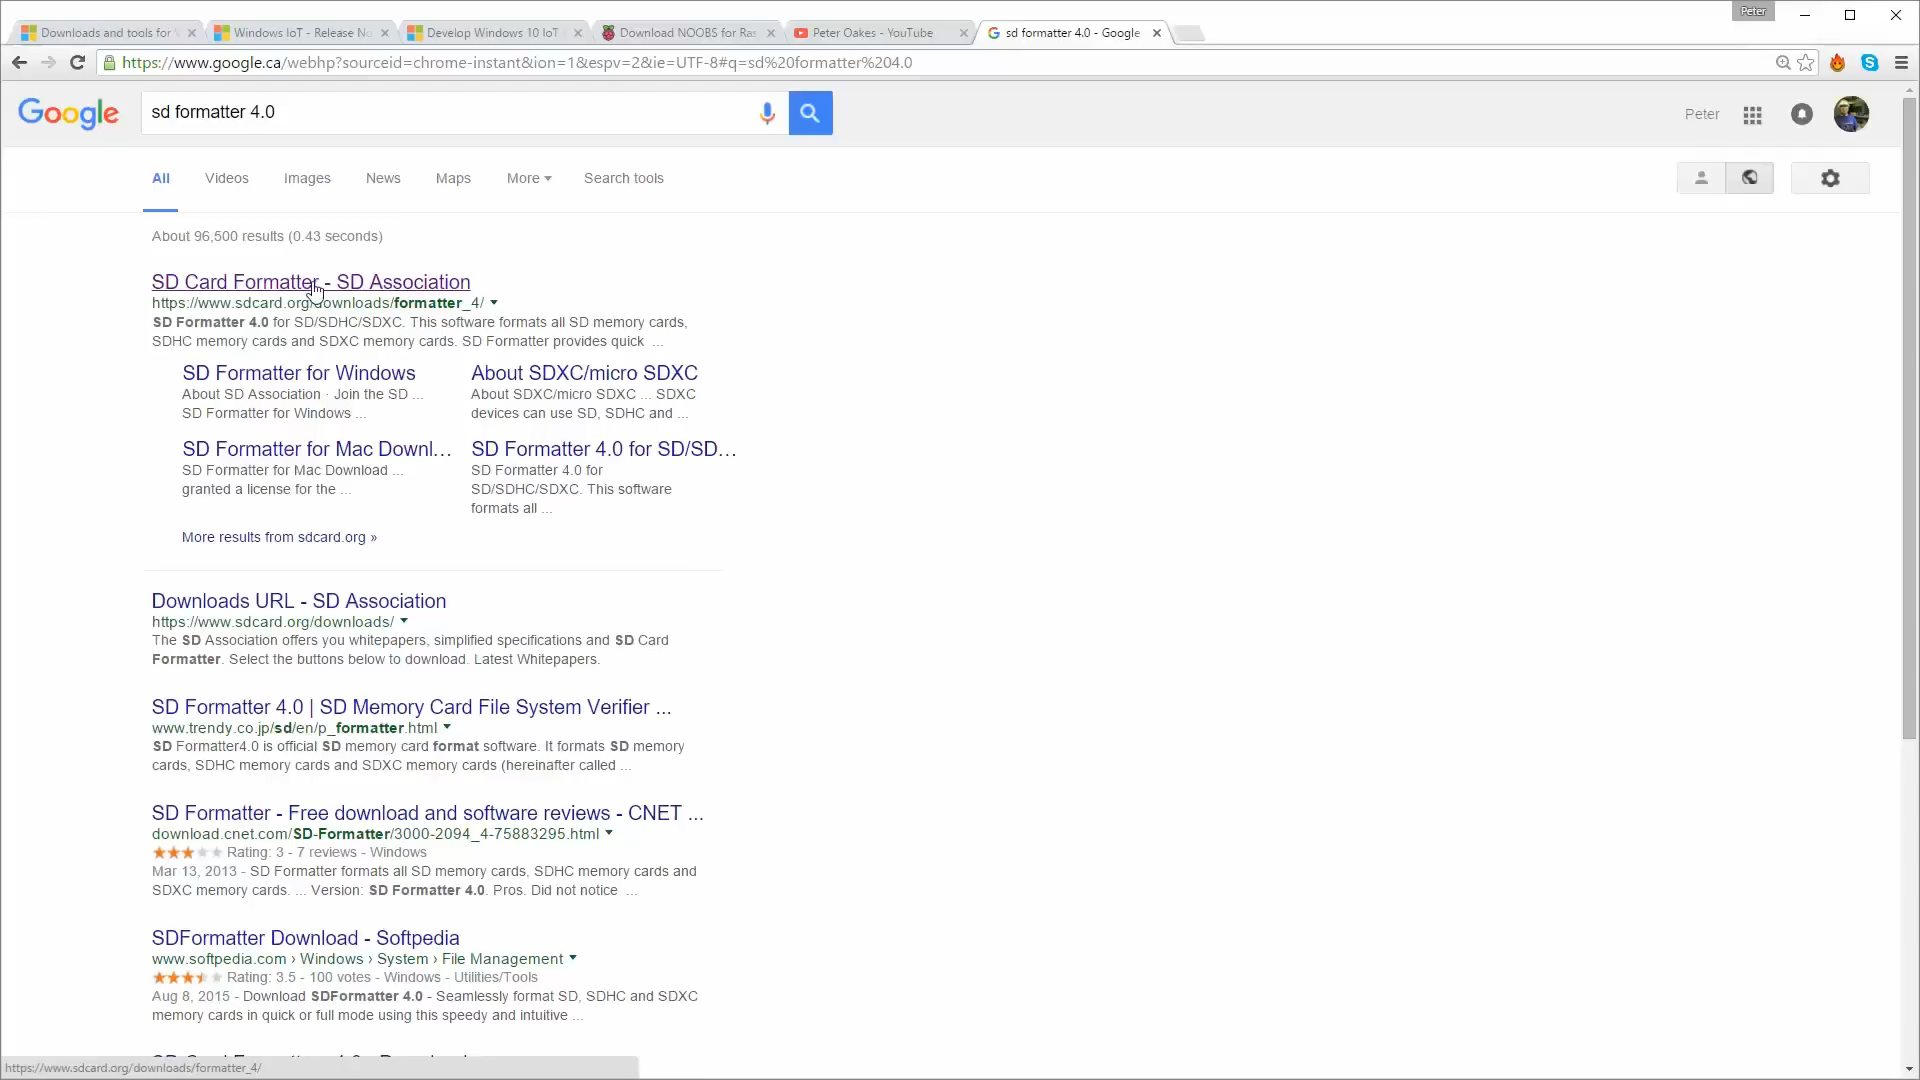 Peter
Downloads and tools for
Windows IoT - Release No
Develop Windows 10 IoT
Download NOOBS for Ras
Peter Oakes - YouTube
sd formatter 4.0 - Google
https://www.google.ca/webhp?sourceid=chrome-instant&ion=1&espv=2&ie=UTF-8#q=sd%20formatter%204.0
Google
sd formatter 4.0
Peter
All
Videos
Images
News
Maps
More
Search tools
About 96,500 results (0.43 seconds)
SD Card Formatter - SD Association
https://www.sdcard.org/downloads/formatter_4/
SD Formatter 4.0 for SD/SDHC/SDXC. This software formats all SD memory cards,
SDHC memory cards and SDXC memory cards. SD Formatter provides quick ...
SD Formatter for Windows
About SD Association · Join the SD ...
SD Formatter for Windows ...
About SDXC/micro SDXC
About SDXC/micro SDXC ... SDXC
devices can use SD, SDHC and ...
SD Formatter for Mac Downl...
SD Formatter for Mac Download ...
granted a license for the ...
SD Formatter 4.0 for SD/SD...
SD Formatter 4.0 for
SD/SDHC/SDXC. This software
formats all ...
More results from sdcard.org »
Downloads URL - SD Association
https://www.sdcard.org/downloads/
The SD Association offers you whitepapers, simplified specifications and SD Card
Formatter. Select the buttons below to download. Latest Whitepapers.
SD Formatter 4.0 | SD Memory Card File System Verifier ...
www.trendy.co.jp/sd/en/p_formatter.html
SD Formatter4.0 is official SD memory card format software. It formats SD memory
cards, SDHC memory cards and SDXC memory cards (hereinafter called ...
SD Formatter - Free download and software reviews - CNET ...
download.cnet.com/SD-Formatter/3000-2094_4-75883295.html
Rating: 3 - 7 reviews - Windows
Mar 13, 2013 - SD Formatter formats all SD memory cards, SDHC memory cards and
SDXC memory cards. ... Version: SD Formatter 4.0. Pros. Did not notice ...
SDFormatter Download - Softpedia
www.softpedia.com › Windows › System › File Management
Rating: 3.5 - 100 votes - Windows - Utilities/Tools
Aug 8, 2015 - Download SDFormatter 4.0 - Seamlessly format SD, SDHC and SDXC
memory cards in quick or full mode using this speedy and intuitive ...
https://www.sdcard.org/downloads/formatter_4/